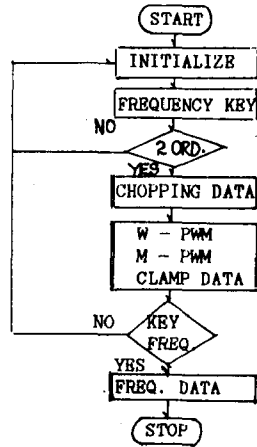 START
INITIALIZE
FREQUENCY KEY
NO
2 ORD.
YES
CHOPPING DATA
W - PWM
M - PWM
CLAMP DATA
NO
KEY
FREQ
YES
FREQ. DATA
STOP